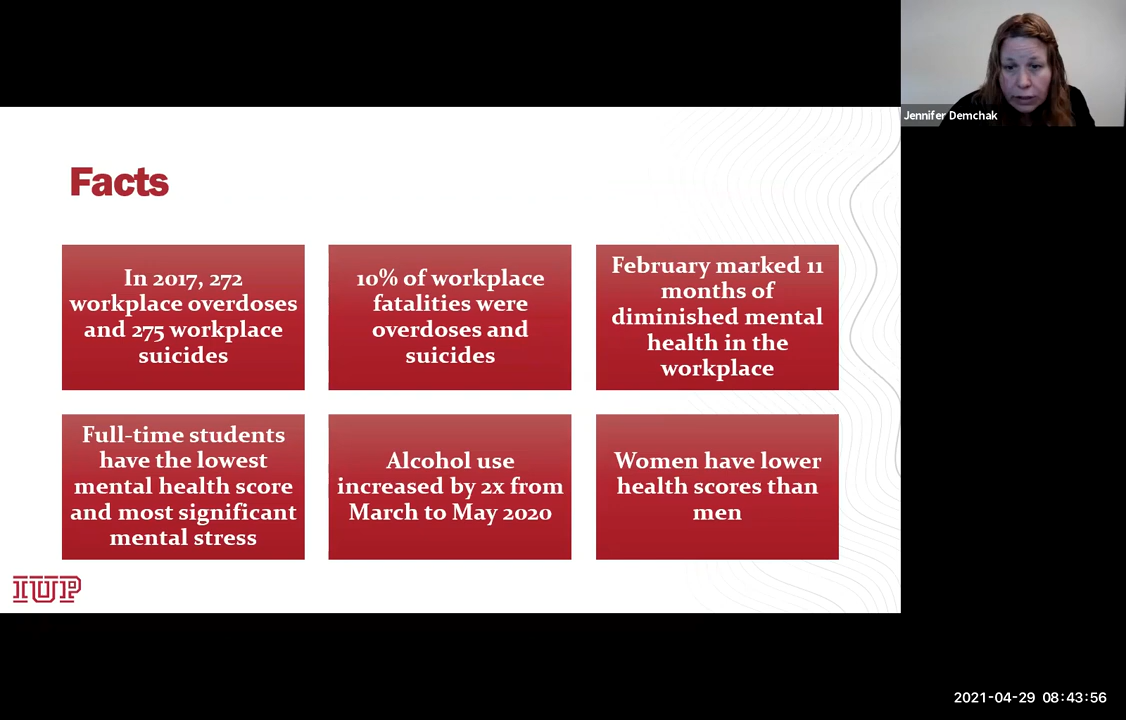 Jennifer Demchak
Facts
In 2017, 272
workplace overdoses
and 275 workplace
suicides
10% of workplace
fatalities were
overdoses and
suicides
February marked 11
months of
diminished mental
health in the
workplace
Full-time students
have the lowest
mental health score
and most significant
mental stress
Alcohol use
increased by 2x from
March to May 2020
Women have lower
health scores than
men
IUP
2021-04-29 08:43:56